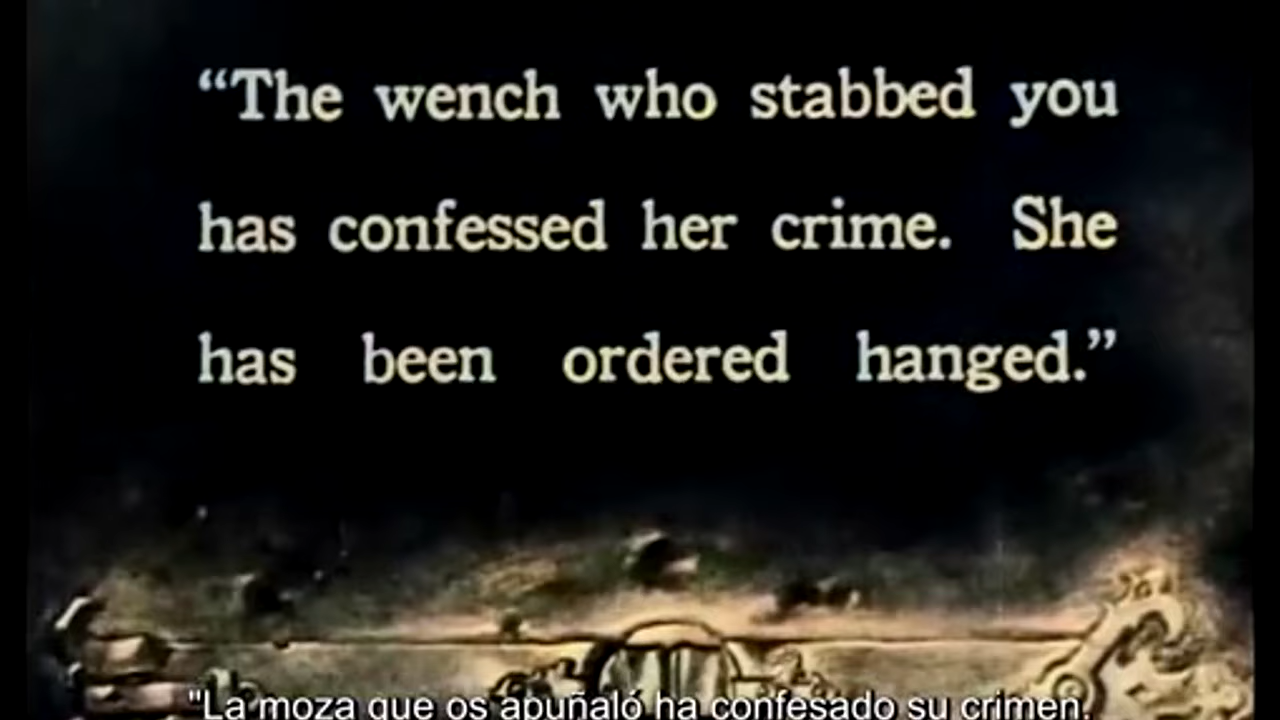 “The wench who stabbed you
has confessed her crime. She
has been ordered hanged.”
"La moza que os apuñaló ha confesado su crimen.